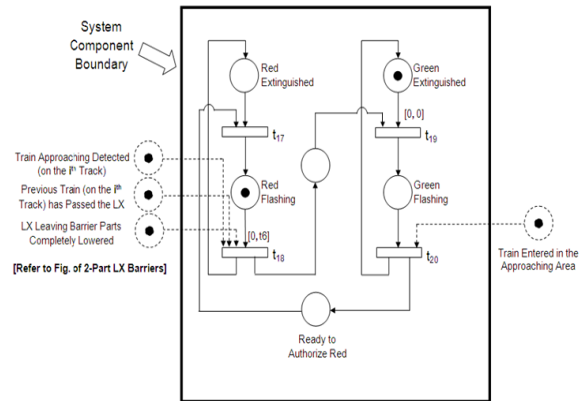 System
Component
Boundary
Red
Extinguished
Green
Extinguished
[0, 0]
t17
t19
Train Approaching Detected
(on the ith Track)
Previous Train (on the ith
Track) has Passed the LX
LX Leaving Barrier Parts
Completely Lowered
[Refer to Fig. of 2-Part LX Barriers]
Red
Flashing
Green
Flashing
[0,t6]
t18
t20
Train Entered in the
Approaching Area
Ready to
Authorize Red